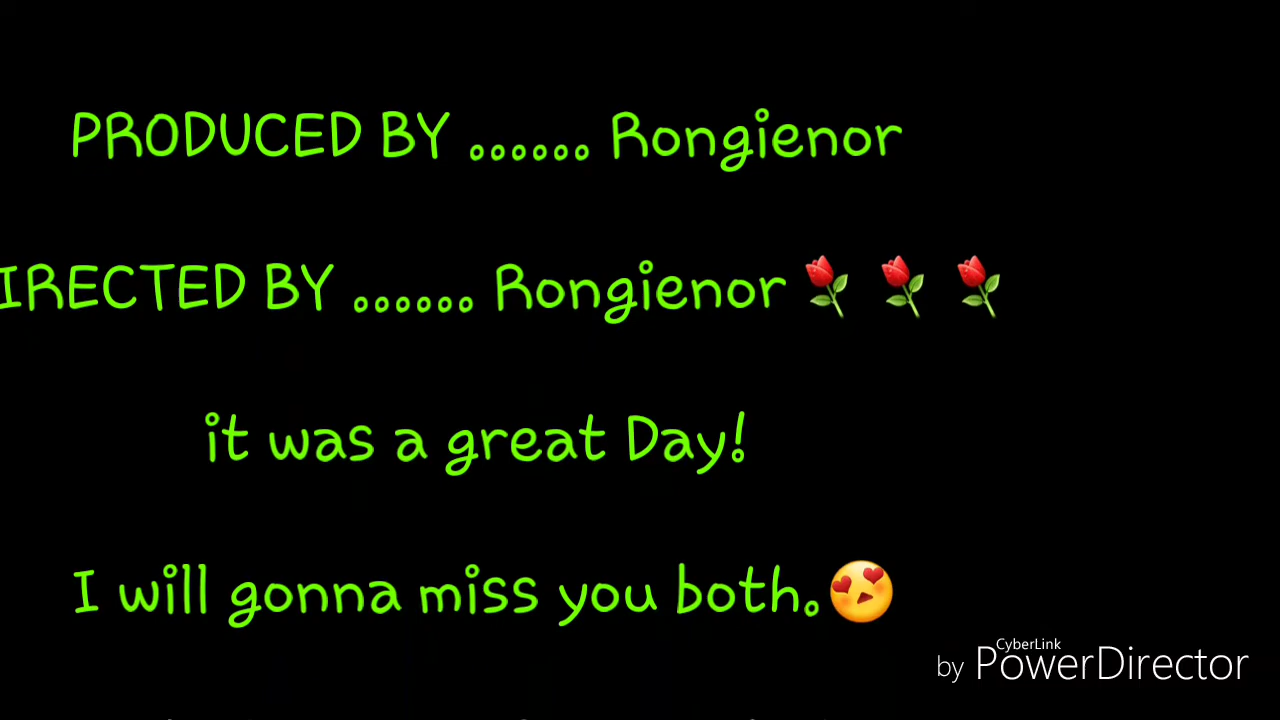 PRODUCED BY ...... Rongienor
IRECTED BY ...... Rongienor🌹 🌹 🌹
it was a great Day!
I will gonna miss you both.😍
CyberLink
by PowerDirector